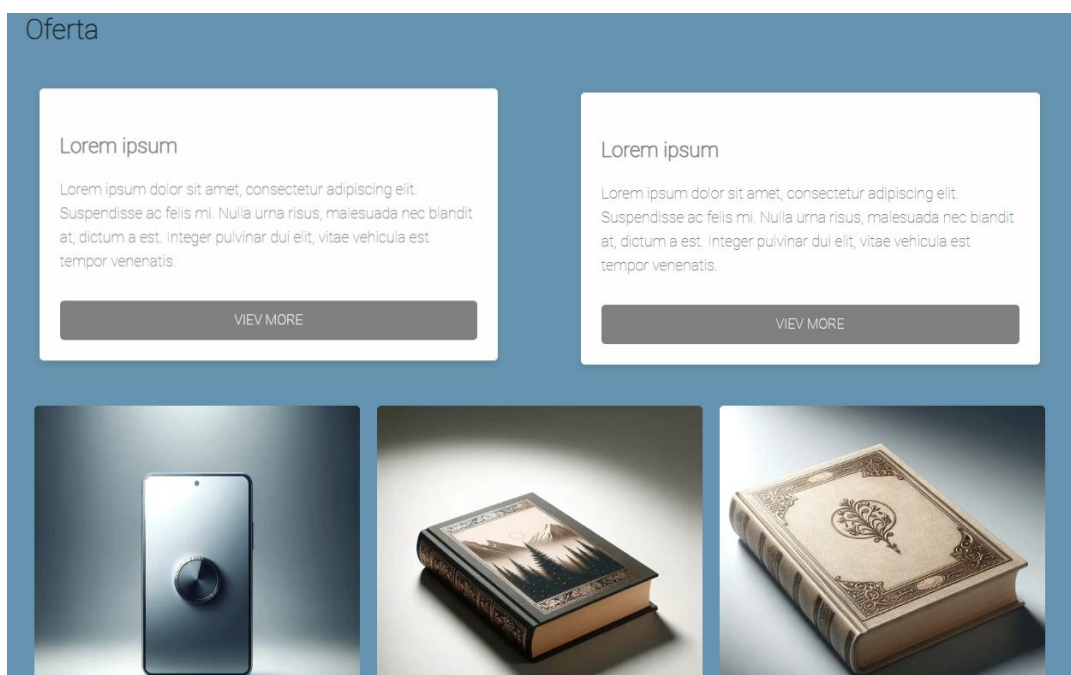 Oferta
Lorem ipsum
Lorem ipsum dolor sit amet, consectetur adipiscing elit.
Suspendisse ac felis mi. Nulla urna risus, malesuada nec blandit
at, dictum a est. Integer pulvinar dui elit, vitae vehicula est
tempor venenatis.
VIEV MORE
Lorem ipsum
Lorem ipsum dolor sit amet, consectetur adipiscing elit.
Suspendisse ac felis mi. Nulla urna risus, malesuada nec blandit
at, dictum a est. Integer pulvinar dui elit, vitae vehicula est
tempor venenatis.
VIEV MORE